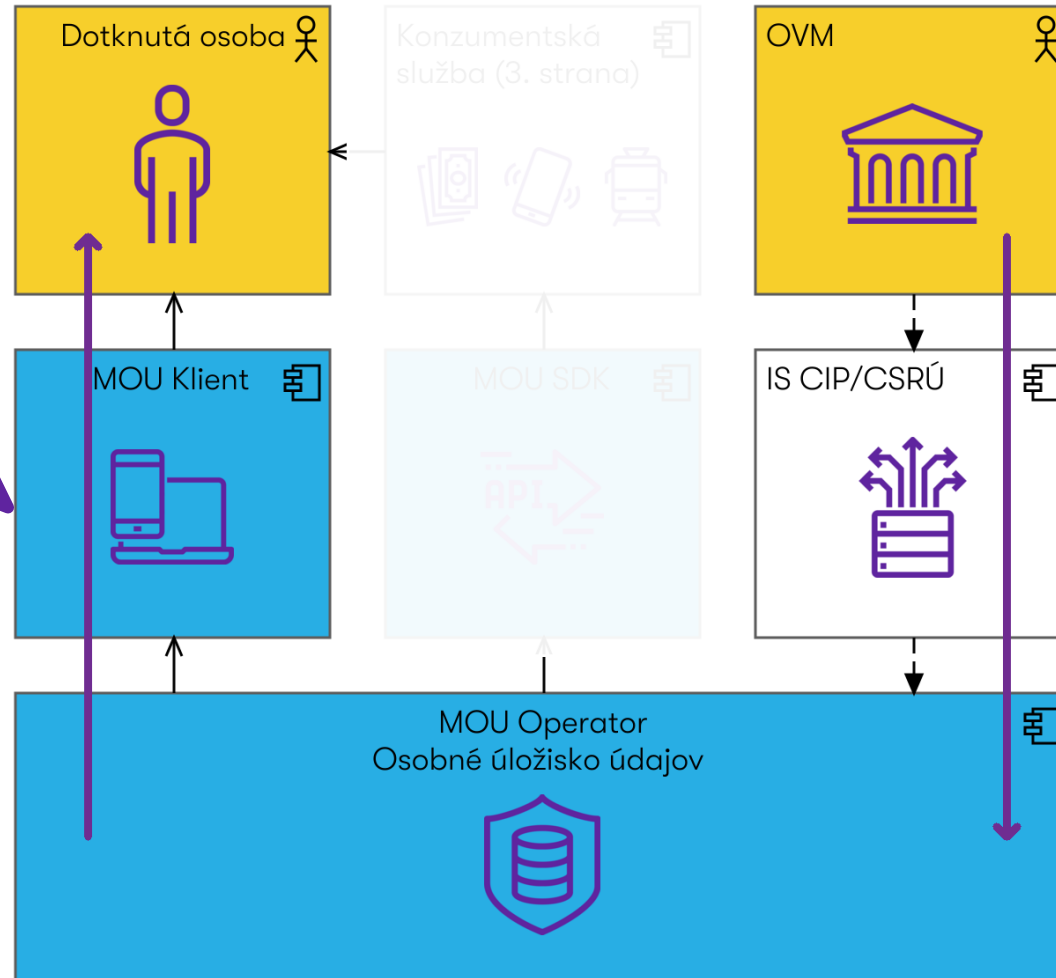 Dotknutá osoba
Konzumentská
služba (3. strana)
OVM
MOU Klient
MOU SDK
API
IS CIP/CSRÚ
MOU Operator
Osobné úložisko údajov